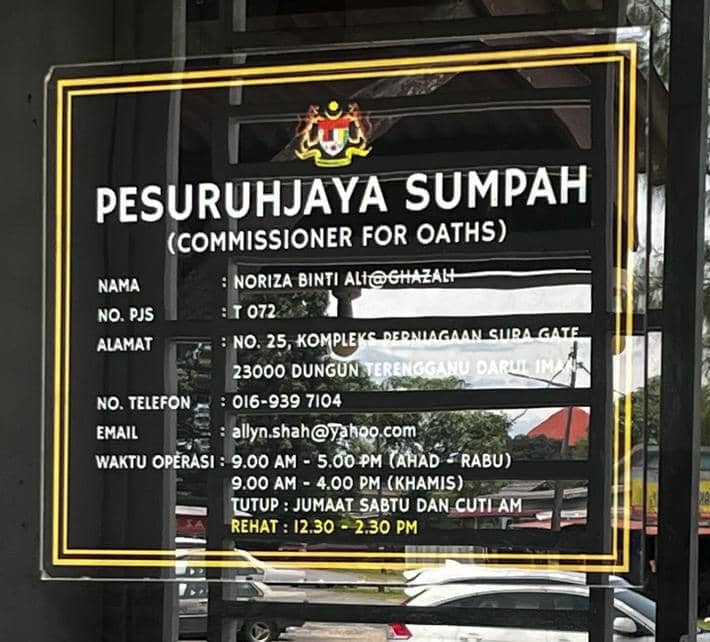 PESURUHJAYA SUMPAH
(COMMISSIONER FOR OATHS)
NAMA : NORIZA BINTI ALI@GHAZALI
NO. PJS : T 072
ALAMAT : NO. 25, KOMPLEKS PERNIAGAAN SURA GATE
23000 DUNGUN TERENGGANU DARUL IMAN
NO. TELEFON : 016-939 7104
EMAIL : allyn.shah@yahoo.com
WAKTU OPERASI : 9.00 AM - 5.00 PM (AHAD - RABU)
9.00 AM - 4.00 PM (KHAMIS)
TUTUP : JUMAAT SABTU DAN CUTI AM
REHAT : 12.30 - 2.30 PM